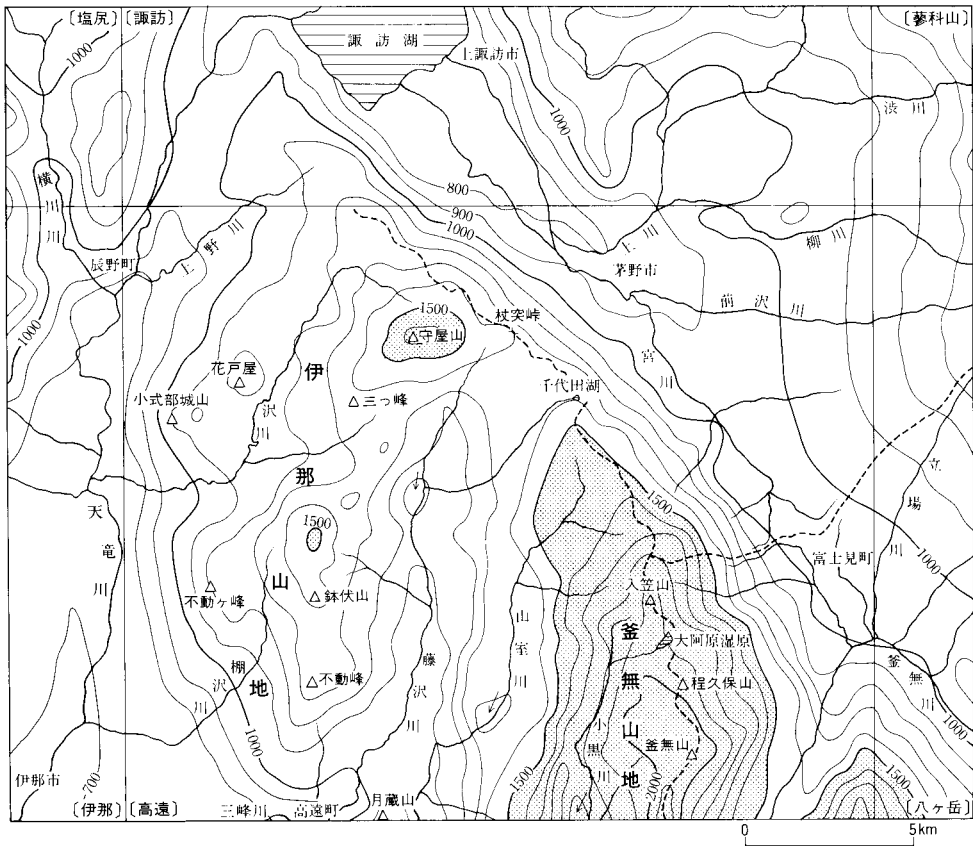 〔塩尻〕
〔諏訪〕
〔蓼科山〕
諏訪湖
上諏訪市
1000
1000
1000
渋川
横川川
800
900
1000
上野川
辰野町
上川
柳川
茅野市
前沢川
1000
1500
守屋山
杖突峠
宮川
花戸屋
伊那山地
千代田湖
小式部城山
沢川
三つ峰
1500
立場川
天竜川
1500
富士見町
1000
入笠山
不動ヶ峰
鉢伏山
山室川
釜無山地
大阿原湿原
棚沢川
藤沢川
不動峰
程久保山
釜無川
1000
小黒川
釜無山
伊那市
700
1500
2000
1500
〔伊那〕
〔高遠〕
三峰川
高遠町
月蔵山
〔八ヶ岳〕
0
5km